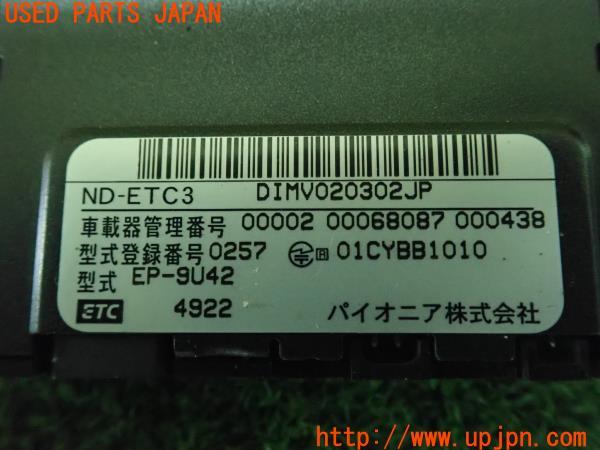 USED PARTS JAPAN
ND-ETC3 DIMV020302JP
車載器管理番号 00002 00068087 000438
型式登録番号 0257 01CYBB1010
型式 EP-9U42
ETC 4922 パイオニア株式会社
http://www.upjpn.com/